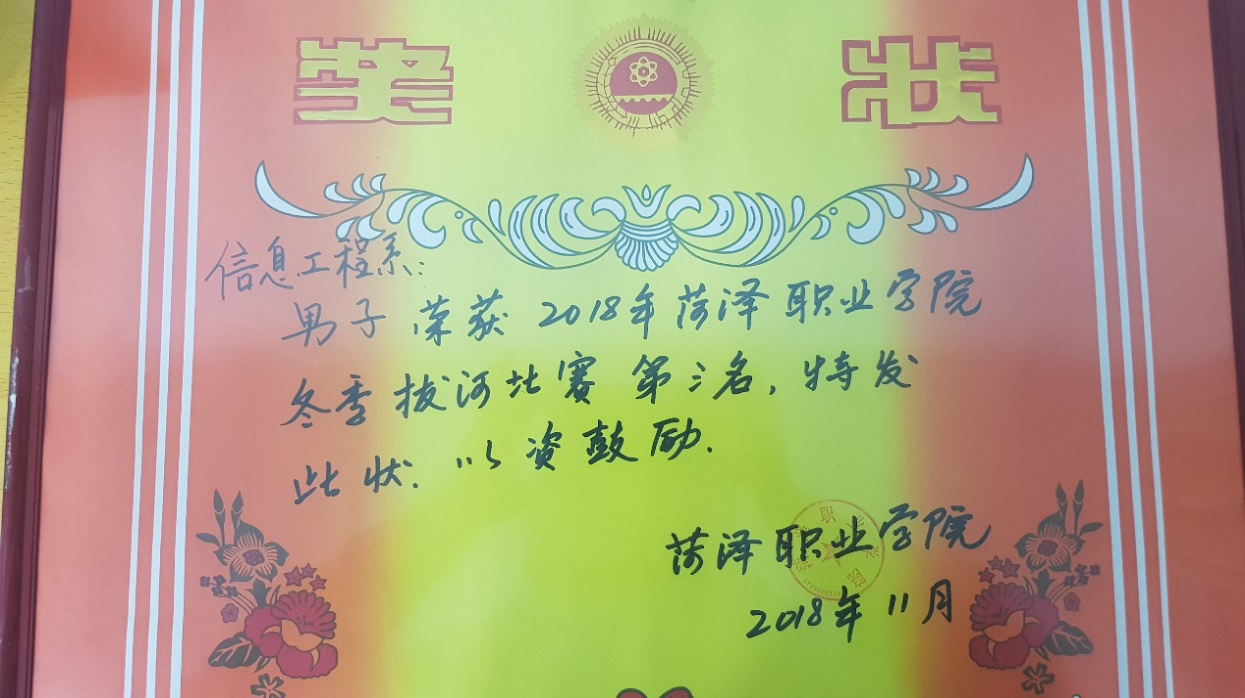 奖状
信息工程系:
男子 荣获 2018年菏泽职业学院
冬季拔河比赛 第三名,特发
此状. 以资鼓励.
菏泽职业学院
2018年11月